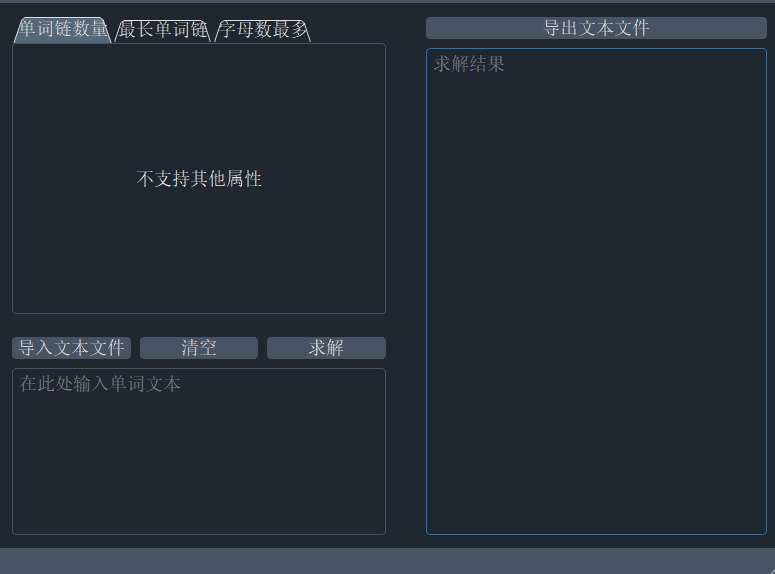 单词链数量 最长单词链 字母数最多
不支持其他属性
导入文本文件 清空 求解
在此处输入单词文本
导出文本文件
求解结果